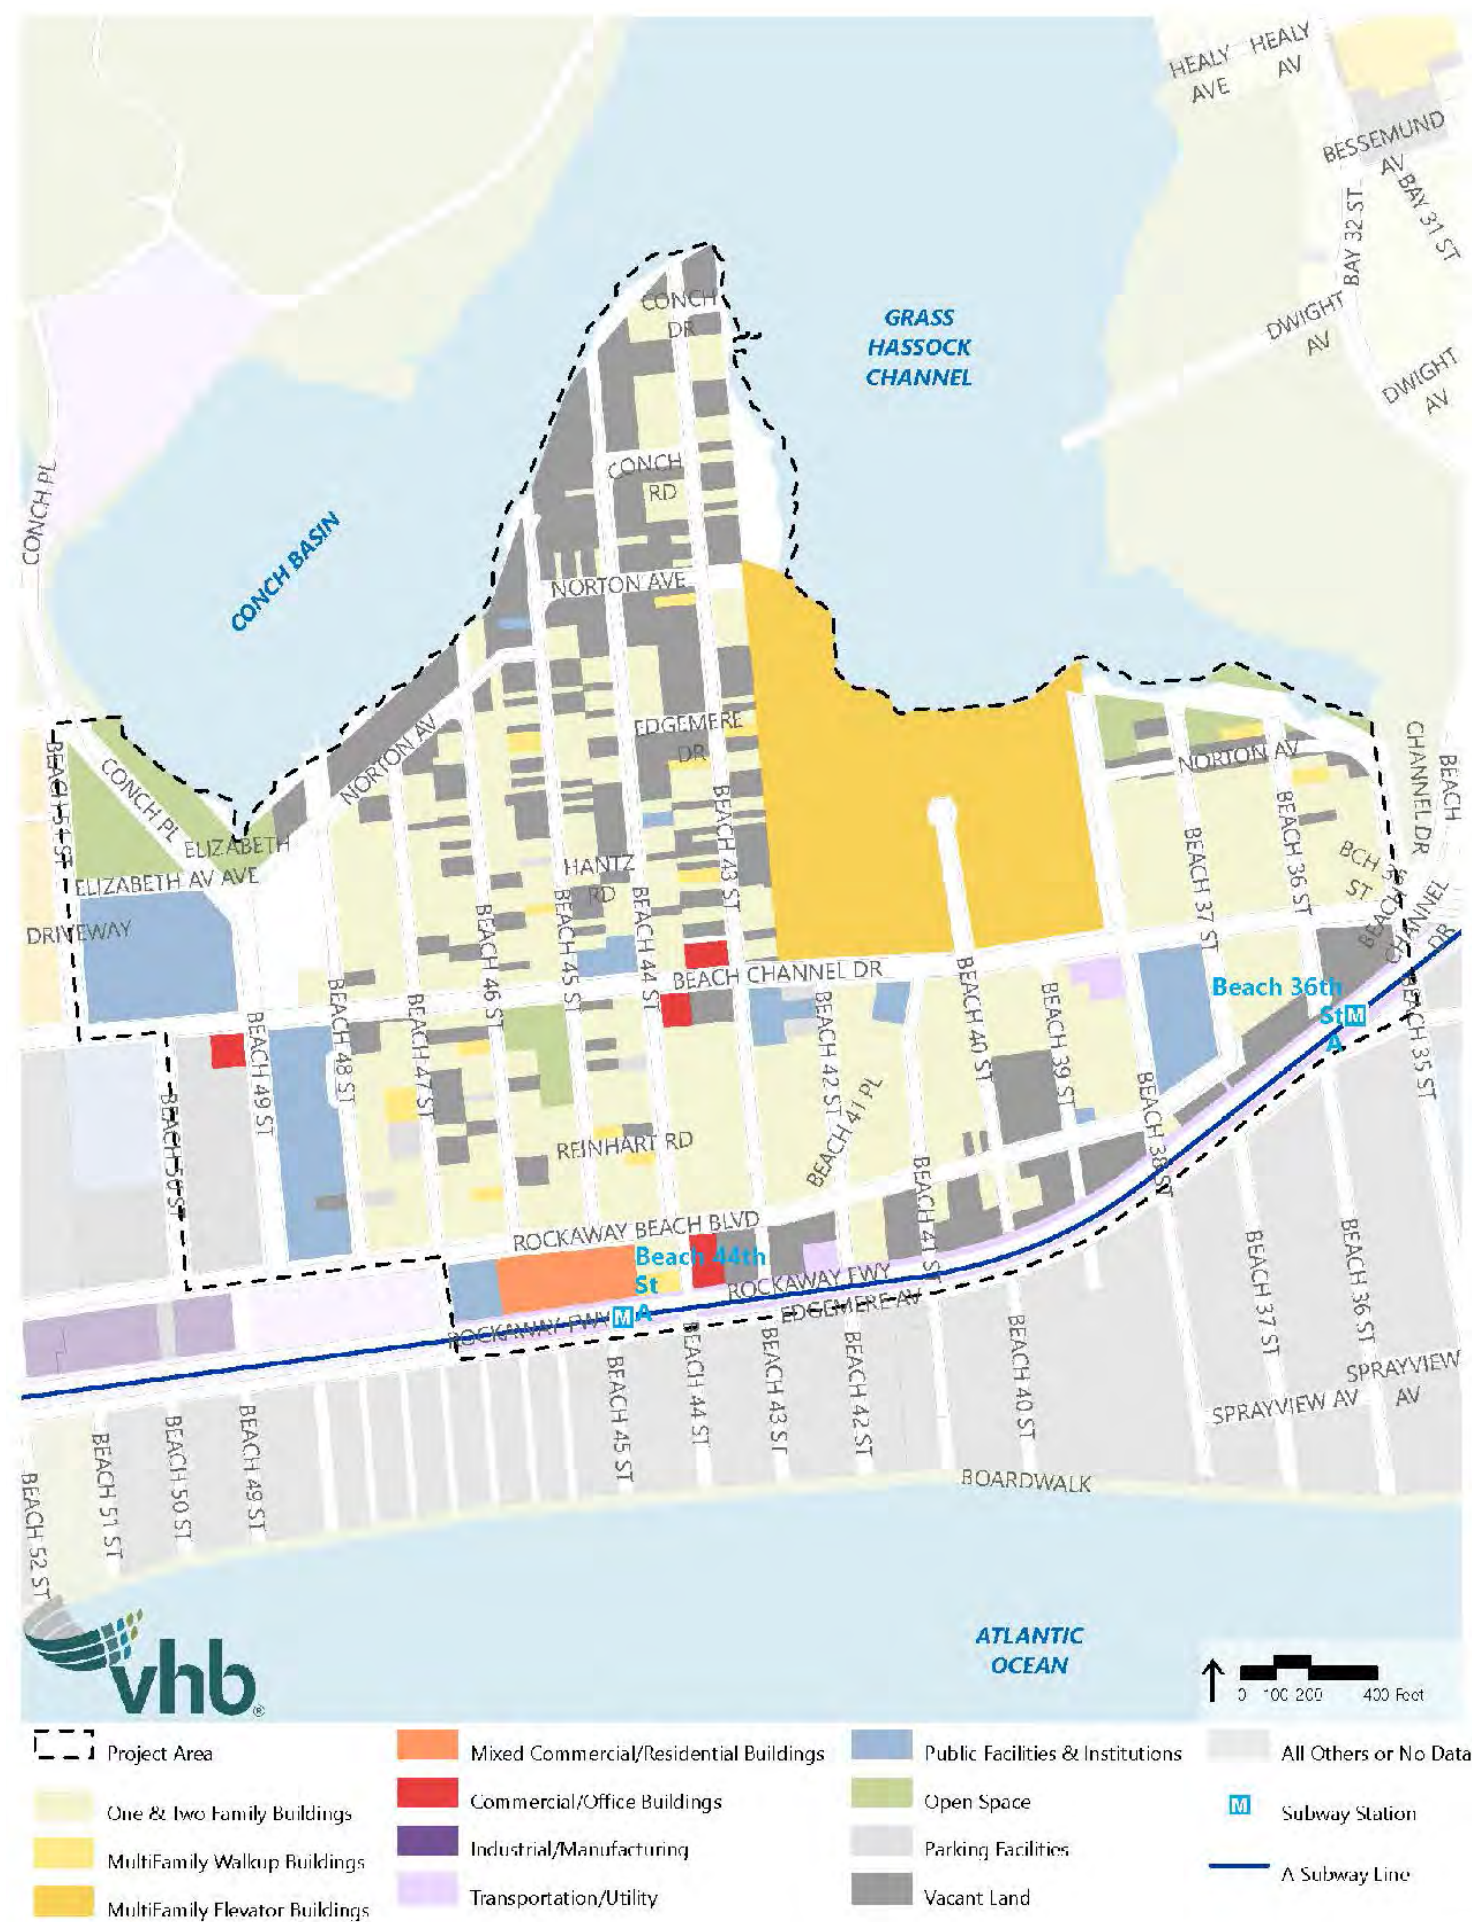 HEALY
AVE
HEALY
AV
BESSEMUND
AV
BAY 31 ST
BAY 32 ST
DWIGHT
AV
DWIGHT
AV
GRASS
HASSOCK
CHANNEL
CONCH
DR
CONCH PL
CONCH
RD
CONCH BASIN
NORTON AVE
EDGEMERE
DR
NORTON AV
NORTON AV
BEACH 51 ST
CONCH PL
ELIZABETH
ELIZABETH AV AVE
DRIVEWAY
HANTZ
RD
BEACH 43 ST
BEACH 37 ST
BEACH 36 ST
CHANNEL DR
BEACH
BCH
ST
BEACH
CHANNEL
DR
BEACH 46 ST
BEACH 45 ST
BEACH 44 ST
BEACH CHANNEL DR
BEACH 49 ST
BEACH 48 ST
BEACH 47 ST
BEACH 42 ST
BEACH 41 PL
BEACH 40 ST
BEACH 39 ST
BEACH 38 ST
Beach 36th
St M
A
BEACH 35 ST
BEACH 50 ST
REINHART RD
ROCKAWAY BEACH BLVD
BEACH 41 ST
Beach 44th
St
M A
ROCKAWAY FWY
ROCKAWAY FWY
EDGEMERE AV
BEACH 37 ST
BEACH 36 ST
SPRAYVIEW
AV
SPRAYVIEW AV
BEACH 52 ST
BEACH 51 ST
BEACH 50 ST
BEACH 49 ST
BEACH 45 ST
BEACH 44 ST
BEACH 43 ST
BEACH 42 ST
BEACH 40 ST
BOARDWALK
ATLANTIC
OCEAN
vhb®
0 100 200 400 Feet
Project Area
One & Two Family Buildings
MultiFamily Walkup Buildings
MultiFamily Elevator Buildings
Mixed Commercial/Residential Buildings
Commercial/Office Buildings
Industrial/Manufacturing
Transportation/Utility
Public Facilities & Institutions
Open Space
Parking Facilities
Vacant Land
All Others or No Data
M Subway Station
A Subway Line